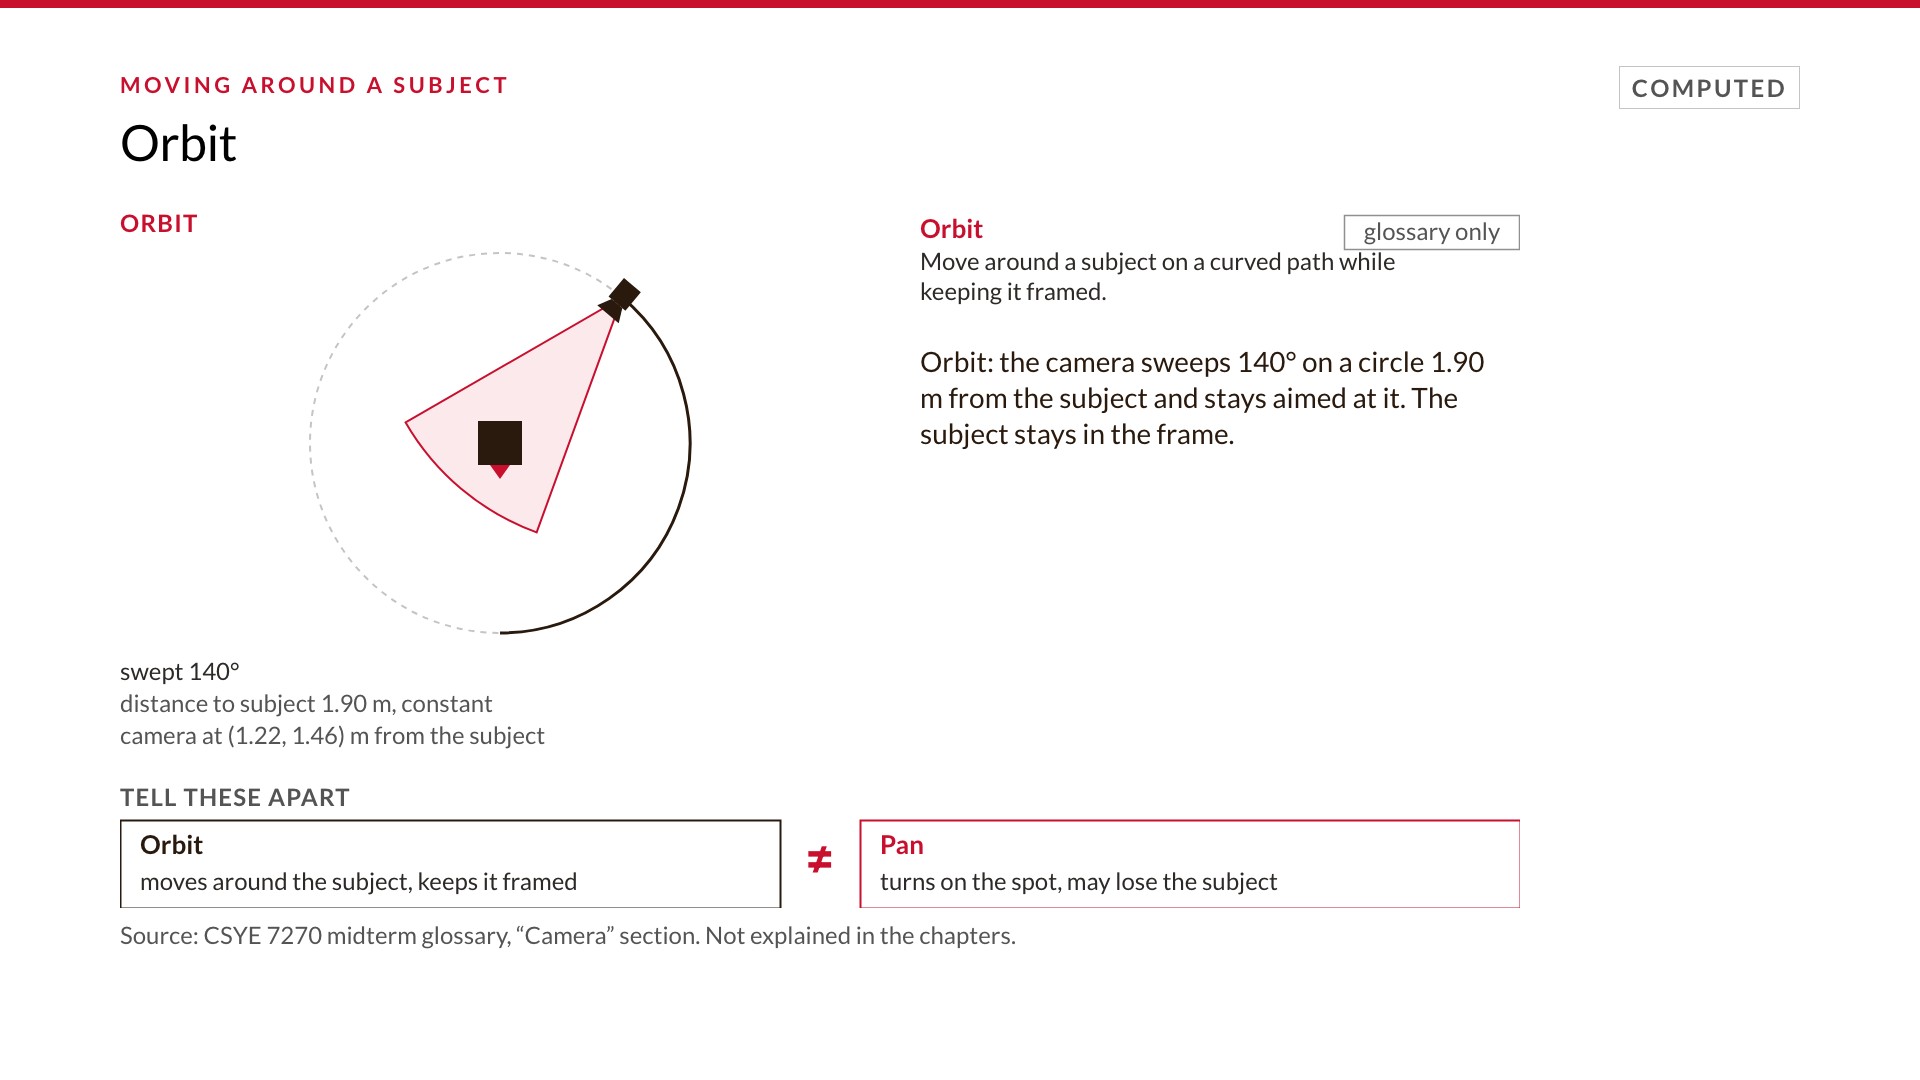 MOVING AROUND A SUBJECT
COMPUTED
Orbit
ORBIT
Orbit
glossary only
Move around a subject on a curved path while
keeping it framed.
Orbit: the camera sweeps 140° on a circle 1.90
m from the subject and stays aimed at it. The
subject stays in the frame.
swept 140°
distance to subject 1.90 m, constant
camera at (1.22, 1.46) m from the subject
TELL THESE APART
Orbit
moves around the subject, keeps it framed
≠
Pan
turns on the spot, may lose the subject
Source: CSYE 7270 midterm glossary, “Camera” section. Not explained in the chapters.